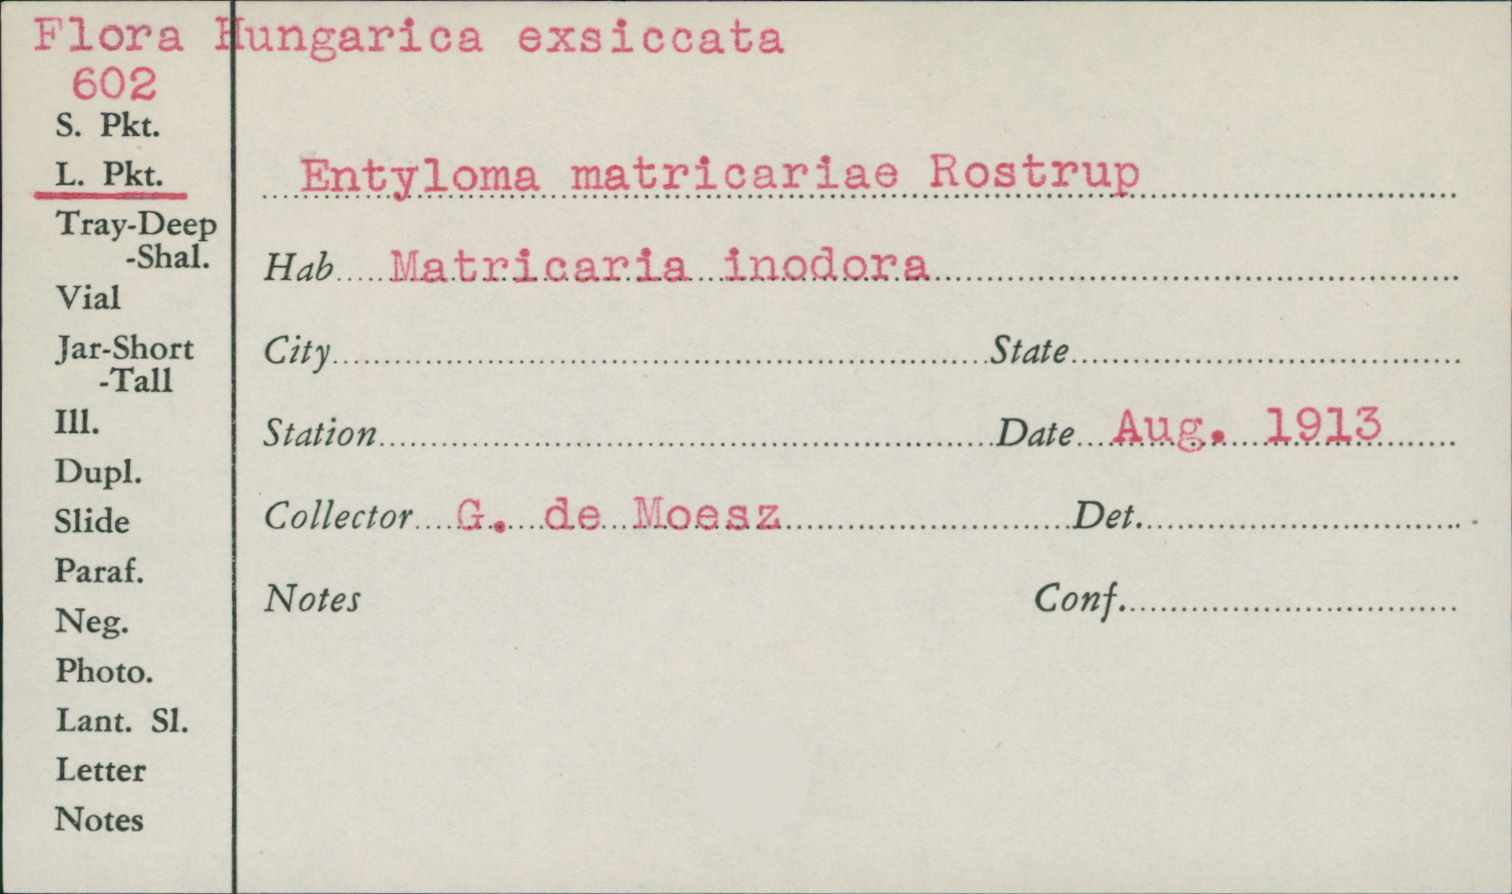 Flora Hungarica exsiccata
602
S. Pkt.
L. Pkt.
Tray-Deep
-Shal.
Vial
Jar-Short
-Tall
Ill.
Dupl.
Slide
Paraf.
Neg.
Photo.
Lant. Sl.
Letter
Notes
Entyloma matricariae Rostrup
Hab Matricaria inodora
City State
Station Date Aug. 1913
Collector G. de Moesz Det.
Notes Conf.